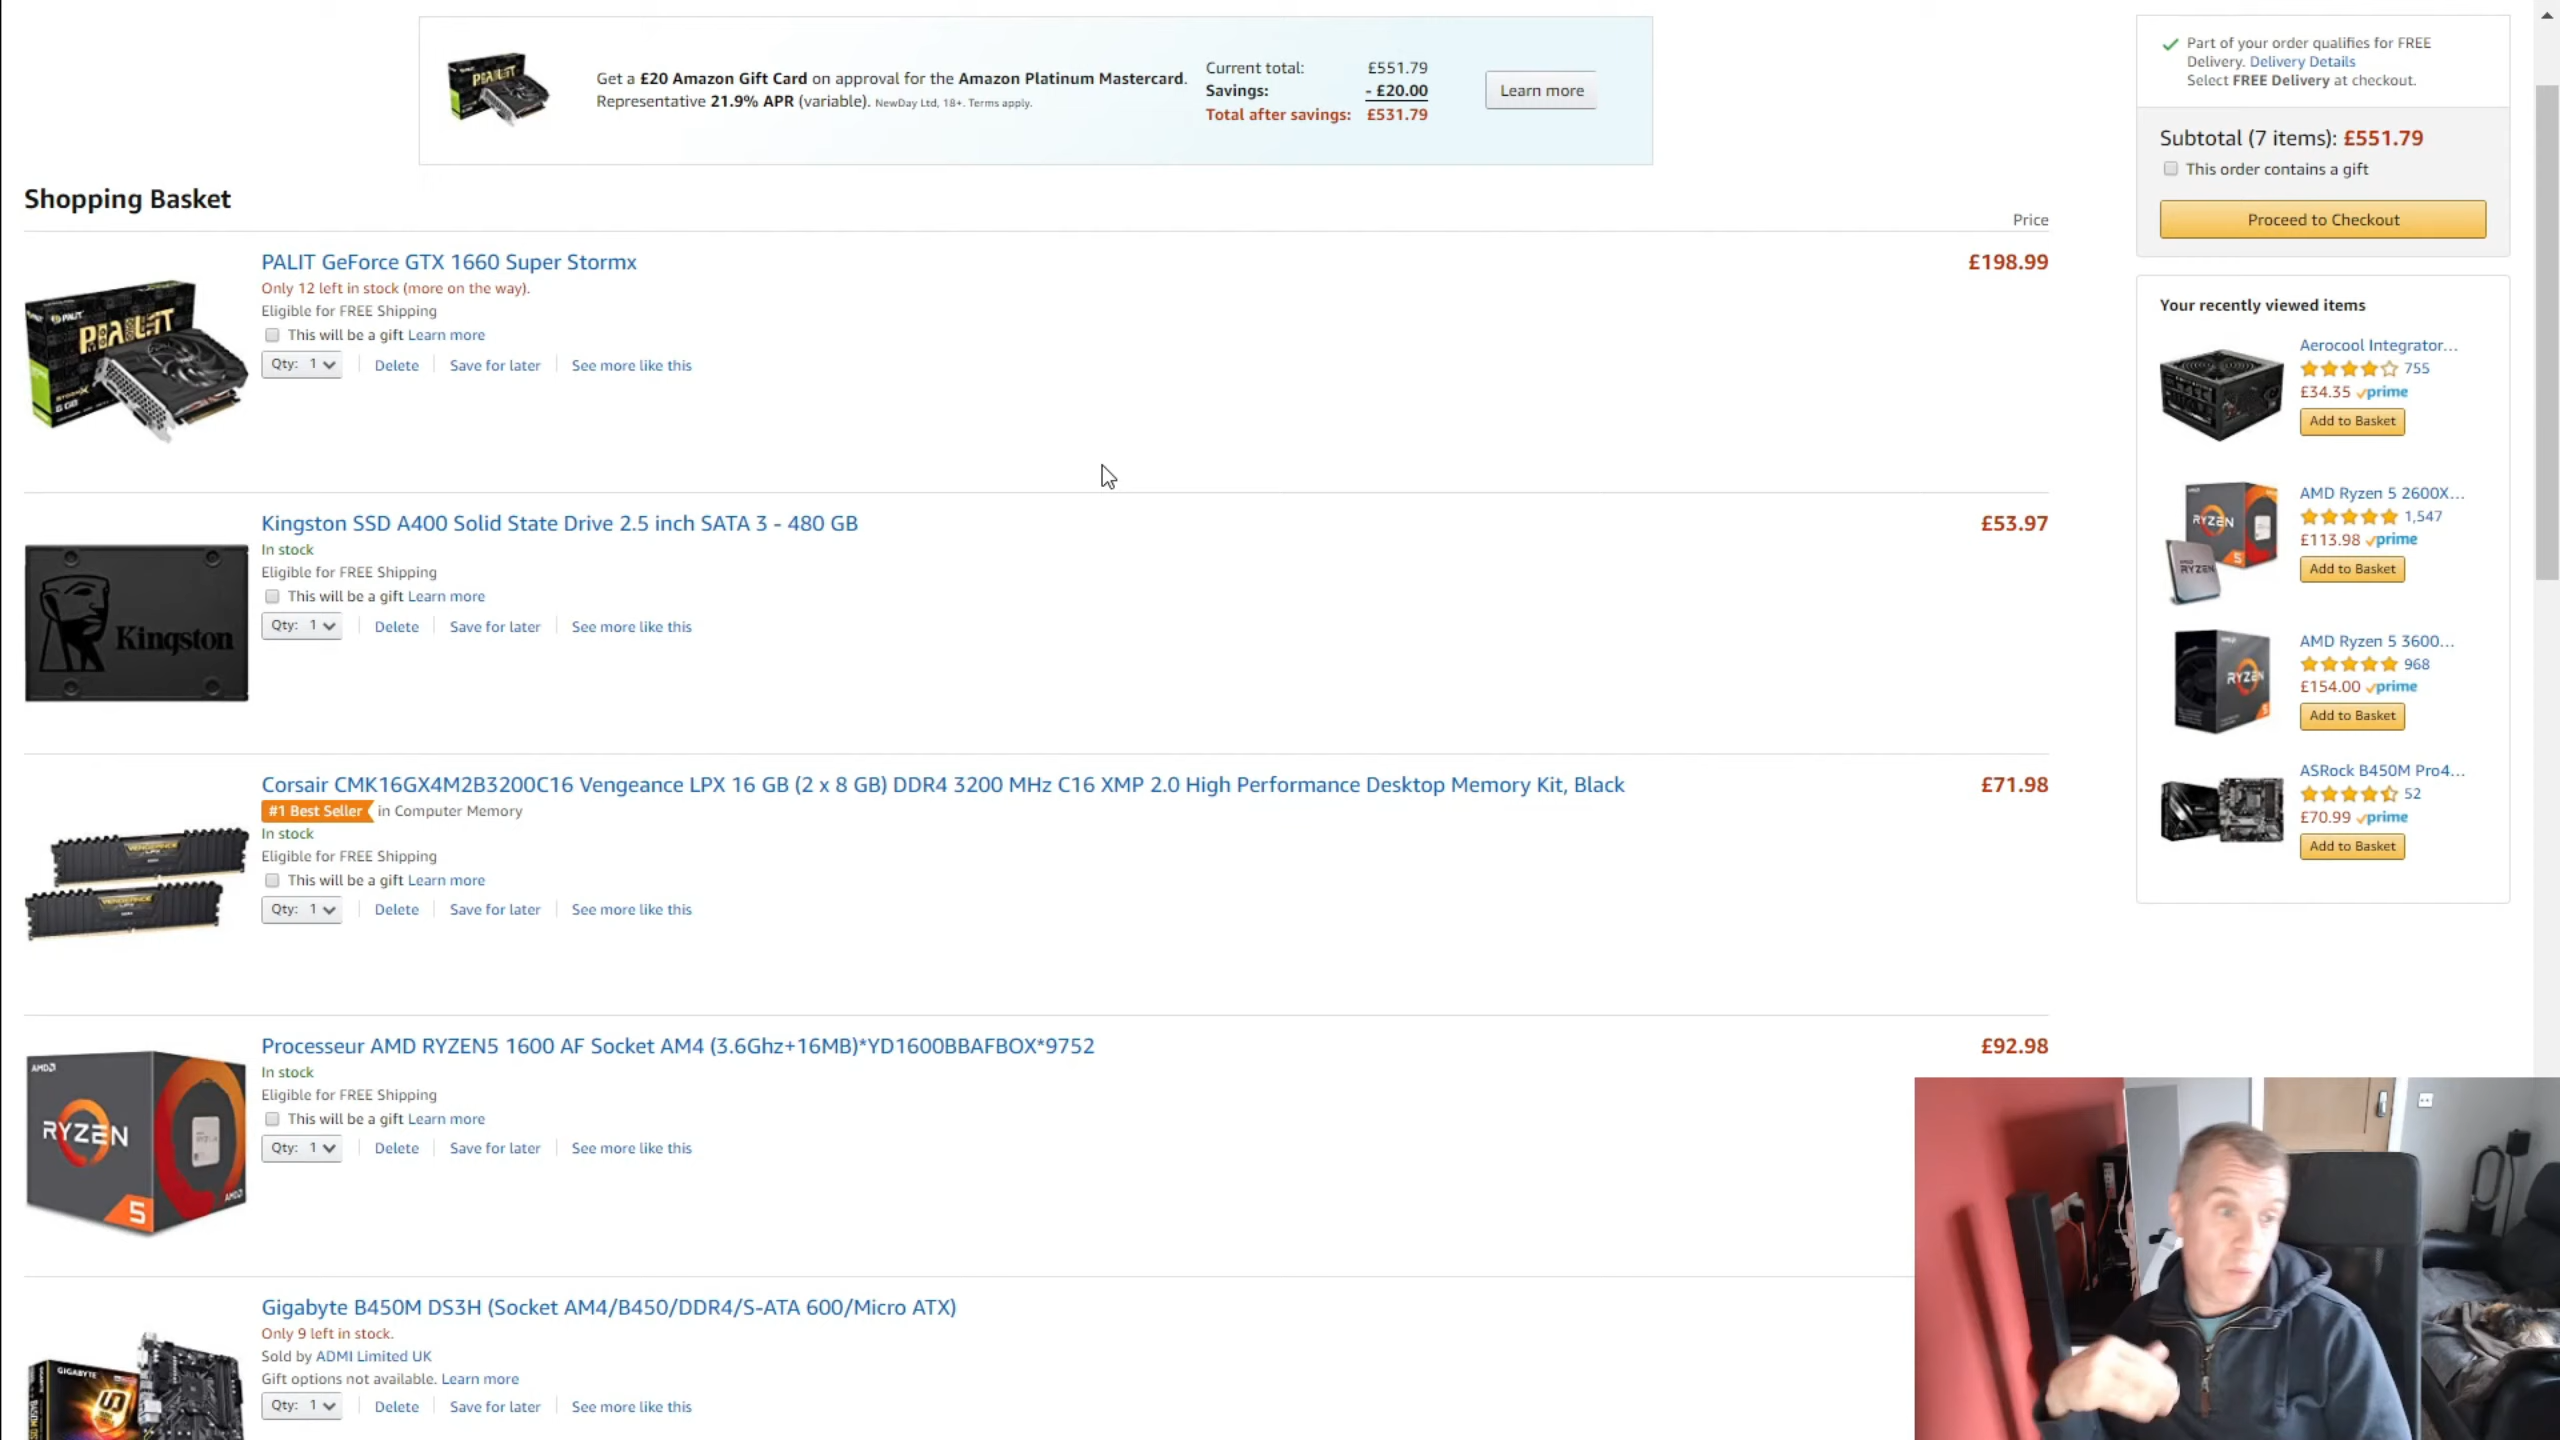 Get a £20 Amazon Gift Card on approval for the Amazon Platinum Mastercard.
Representative 21.9% APR (variable). NewDay Ltd, 18+. Terms apply.
Current total: £551.79
Savings: - £20.00
Total after savings: £531.79
Learn more
Part of your order qualifies for FREE
Delivery. Delivery Details
Select FREE Delivery at checkout.
Subtotal (7 items): £551.79
This order contains a gift
Proceed to Checkout
Shopping Basket
Price
PALIT GeForce GTX 1660 Super Stormx
£198.99
Only 12 left in stock (more on the way).
Eligible for FREE Shipping
This will be a gift Learn more
Qty: 1 Delete Save for later See more like this
PALIT
Kingston SSD A400 Solid State Drive 2.5 inch SATA 3 - 480 GB
£53.97
In stock
Eligible for FREE Shipping
This will be a gift Learn more
Qty: 1 Delete Save for later See more like this
Kingston
Corsair CMK16GX4M2B3200C16 Vengeance LPX 16 GB (2 x 8 GB) DDR4 3200 MHz C16 XMP 2.0 High Performance Desktop Memory Kit, Black
£71.98
#1 Best Seller in Computer Memory
In stock
Eligible for FREE Shipping
This will be a gift Learn more
Qty: 1 Delete Save for later See more like this
VENGEANCE
VENGEANCE
Processeur AMD RYZEN5 1600 AF Socket AM4 (3.6Ghz+16MB)*YD1600BBAFBOX*9752
£92.98
In stock
Eligible for FREE Shipping
This will be a gift Learn more
Qty: 1 Delete Save for later See more like this
AMD
RYZEN
AMD
5
Gigabyte B450M DS3H (Socket AM4/B450/DDR4/S-ATA 600/Micro ATX)
Only 9 left in stock.
Sold by ADMI Limited UK
Gift options not available. Learn more
Qty: 1 Delete Save for later See more like this
GIGABYTE
Your recently viewed items
Aerocool Integrator...
755
£34.35 prime
Add to Basket
AMD Ryzen 5 2600X...
1,547
£113.98 prime
Add to Basket
RYZEN
RYZEN
AMD Ryzen 5 3600...
968
£154.00 prime
Add to Basket
RYZEN
ASRock B450M Pro4...
52
£70.99 prime
Add to Basket